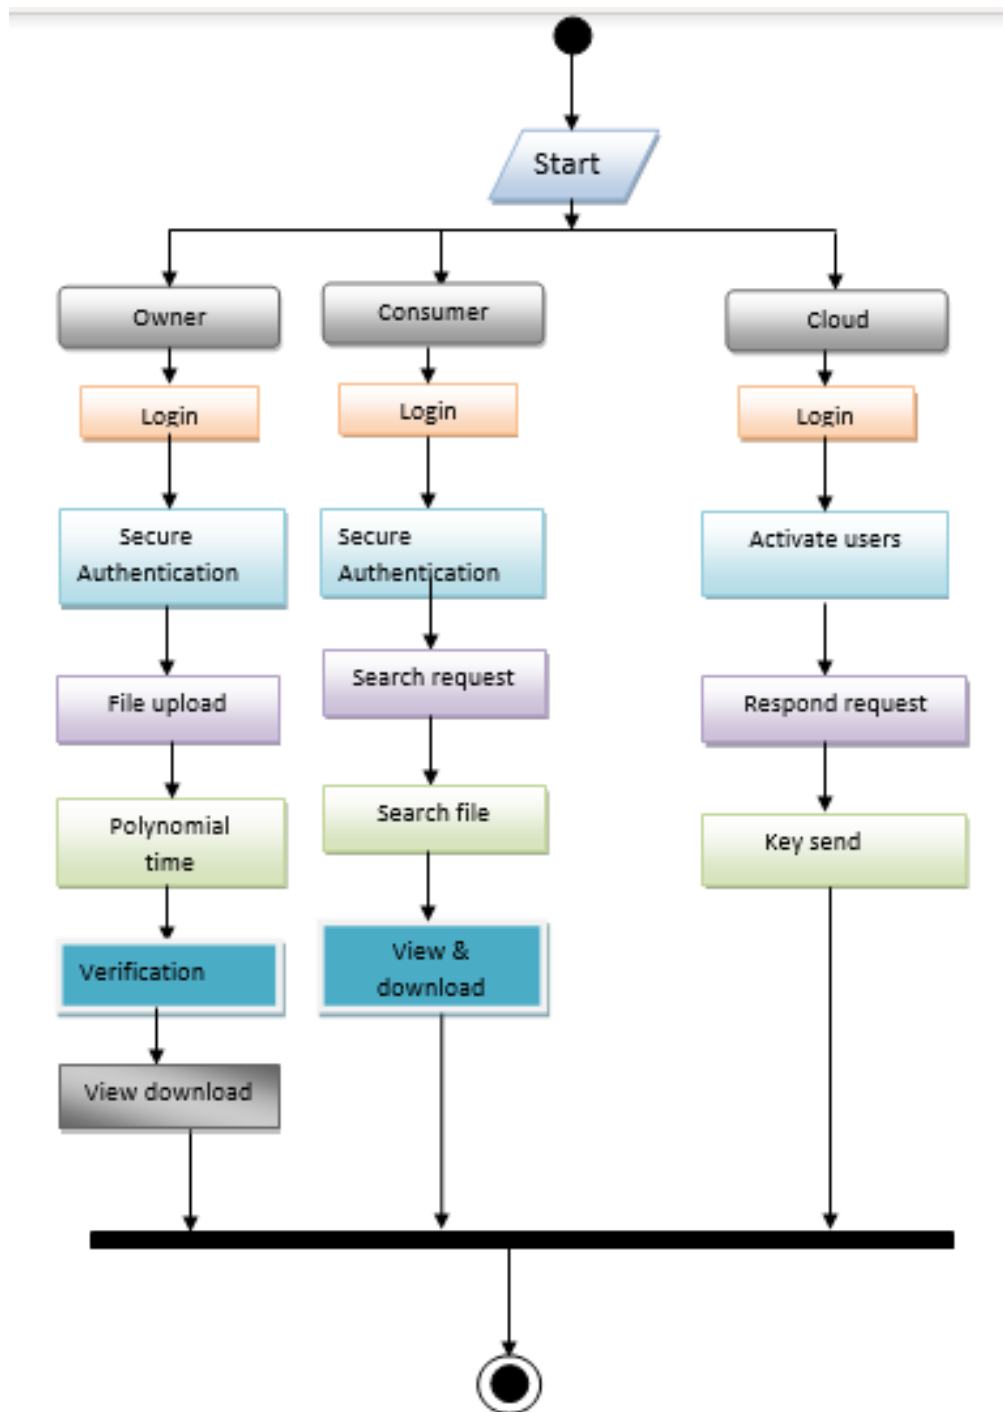 Start
Owner
Consumer
Cloud
Login
Login
Login
Secure
Authentication
Secure
Authentication
Activate users
File upload
Search request
Respond request
Polynomial
time
Search file
Key send
Verification
View &
download
View download